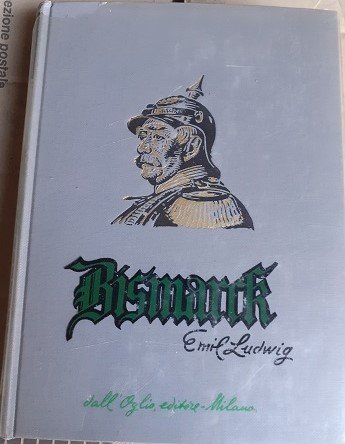 ezione postale
Bismarck
Emil Ludwig
dall'Oglio, editore - Milano